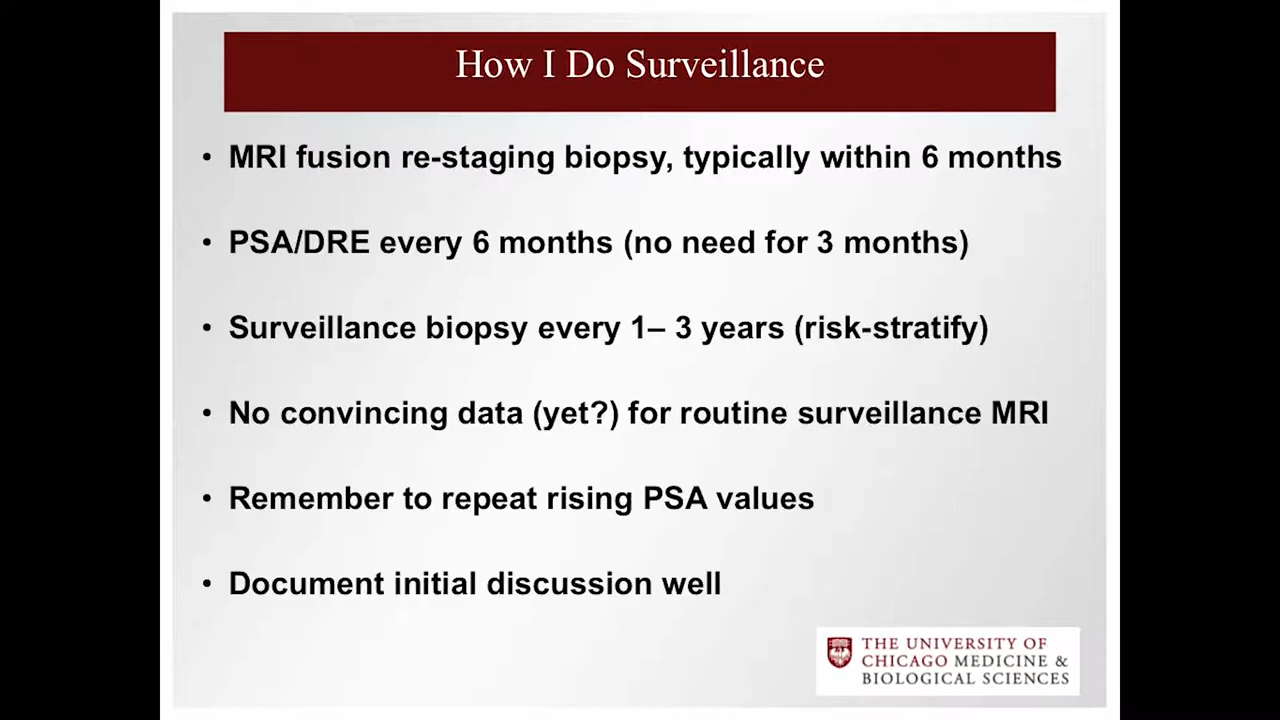 How I Do Surveillance
• MRI fusion re-staging biopsy, typically within 6 months
• PSA/DRE every 6 months (no need for 3 months)
• Surveillance biopsy every 1– 3 years (risk-stratify)
• No convincing data (yet?) for routine surveillance MRI
• Remember to repeat rising PSA values
• Document initial discussion well
THE UNIVERSITY OF
CHICAGO MEDICINE &
BIOLOGICAL SCIENCES